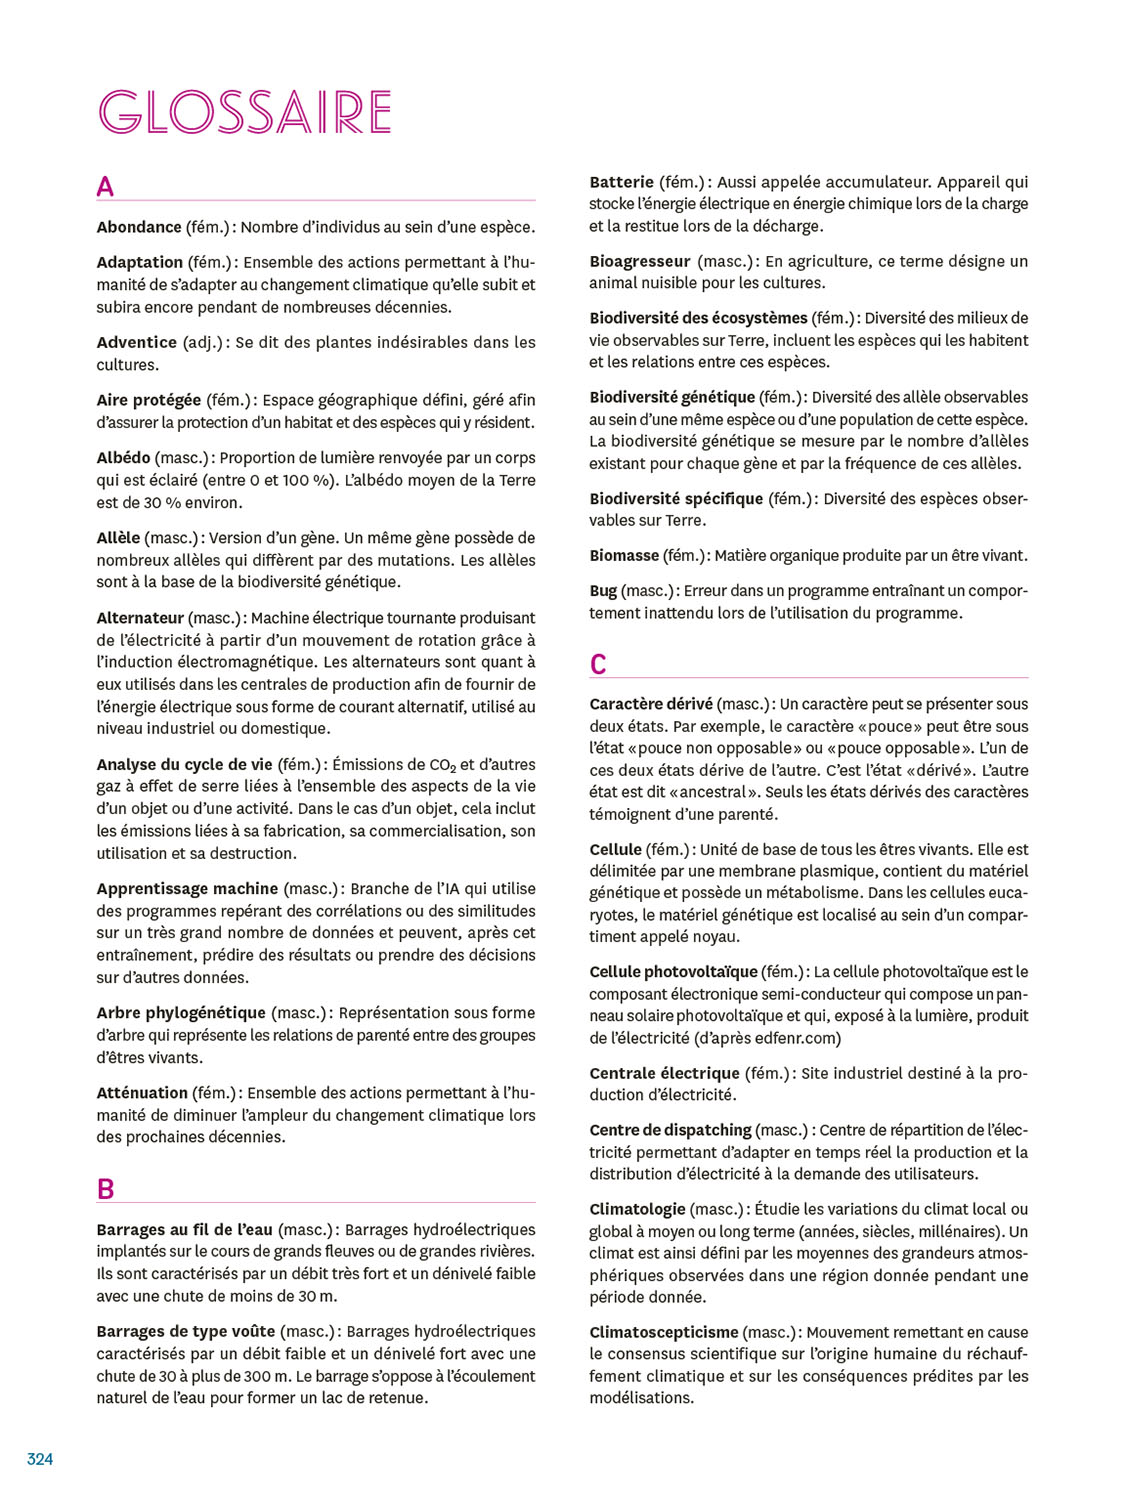 GLOSSAIRE
A
Abondance (fém.) : Nombre d’individus au sein d’une espèce.
Adaptation (fém.) : Ensemble des actions permettant à l’hu-
manité de s’adapter au changement climatique qu’elle subit et
subira encore pendant de nombreuses décennies.
Adventice (adj.) : Se dit des plantes indésirables dans les
cultures.
Aire protégée (fém.) : Espace géographique défini, géré afin
d’assurer la protection d’un habitat et des espèces qui y résident.
Albédo (masc.) : Proportion de lumière renvoyée par un corps
qui est éclairé (entre 0 et 100 %). L’albédo moyen de la Terre
est de 30 % environ.
Allèle (masc.) : Version d’un gène. Un même gène possède de
nombreux allèles qui diffèrent par des mutations. Les allèles
sont à la base de la biodiversité génétique.
Alternateur (masc.) : Machine électrique tournante produisant
de l’électricité à partir d’un mouvement de rotation grâce à
l’induction électromagnétique. Les alternateurs sont quant à
eux utilisés dans les centrales de production afin de fournir de
l’énergie électrique sous forme de courant alternatif, utilisé au
niveau industriel ou domestique.
Analyse du cycle de vie (fém.) : Émissions de CO₂ et d’autres
gaz à effet de serre liées à l’ensemble des aspects de la vie
d’un objet ou d’une activité. Dans le cas d’un objet, cela inclut
les émissions liées à sa fabrication, sa commercialisation, son
utilisation et sa destruction.
Apprentissage machine (masc.) : Branche de l’IA qui utilise
des programmes repérant des corrélations ou des similitudes
sur un très grand nombre de données et peuvent, après cet
entraînement, prédire des résultats ou prendre des décisions
sur d’autres données.
Arbre phylogénétique (masc.) : Représentation sous forme
d’arbre qui représente les relations de parenté entre des groupes
d’êtres vivants.
Atténuation (fém.) : Ensemble des actions permettant à l’hu-
manité de diminuer l’ampleur du changement climatique lors
des prochaines décennies.
B
Barrages au fil de l’eau (masc.) : Barrages hydroélectriques
implantés sur le cours de grands fleuves ou de grandes rivières.
Ils sont caractérisés par un débit très fort et un dénivelé faible
avec une chute de moins de 30 m.
Barrages de type voûte (masc.) : Barrages hydroélectriques
caractérisés par un débit faible et un dénivelé fort avec une
chute de 30 à plus de 300 m. Le barrage s’oppose à l’écoulement
naturel de l’eau pour former un lac de retenue.
Batterie (fém.) : Aussi appelée accumulateur. Appareil qui
stocke l’énergie électrique en énergie chimique lors de la charge
et la restitue lors de la décharge.
Bioagresseur (masc.) : En agriculture, ce terme désigne un
animal nuisible pour les cultures.
Biodiversité des écosystèmes (fém.) : Diversité des milieux de
vie observables sur Terre, incluent les espèces qui les habitent
et les relations entre ces espèces.
Biodiversité génétique (fém.) : Diversité des allèle observables
au sein d’une même espèce ou d’une population de cette espèce.
La biodiversité génétique se mesure par le nombre d’allèles
existant pour chaque gène et par la fréquence de ces allèles.
Biodiversité spécifique (fém.) : Diversité des espèces obser-
vables sur Terre.
Biomasse (fém.) : Matière organique produite par un être vivant.
Bug (masc.) : Erreur dans un programme entraînant un compor-
tement inattendu lors de l’utilisation du programme.
C
Caractère dérivé (masc.) : Un caractère peut se présenter sous
deux états. Par exemple, le caractère « pouce » peut être sous
l’état « pouce non opposable » ou « pouce opposable ». L’un de
ces deux états dérive de l’autre. C’est l’état « dérivé ». L’autre
état est dit « ancestral ». Seuls les états dérivés des caractères
témoignent d’une parenté.
Cellule (fém.) : Unité de base de tous les êtres vivants. Elle est
délimitée par une membrane plasmique, contient du matériel
génétique et possède un métabolisme. Dans les cellules euca-
ryotes, le matériel génétique est localisé au sein d’un compar-
timent appelé noyau.
Cellule photovoltaïque (fém.) : La cellule photovoltaïque est le
composant électronique semi-conducteur qui compose un pan-
neau solaire photovoltaïque et qui, exposé à la lumière, produit
de l’électricité (d’après edfenr.com)
Centrale électrique (fém.) : Site industriel destiné à la pro-
duction d’électricité.
Centre de dispatching (masc.) : Centre de répartition de l’élec-
tricité permettant d’adapter en temps réel la production et la
distribution d’électricité à la demande des utilisateurs.
Climatologie (masc.) : Étudie les variations du climat local ou
global à moyen ou long terme (années, siècles, millénaires). Un
climat est ainsi défini par les moyennes des grandeurs atmos-
phériques observées dans une région donnée pendant une
période donnée.
Climatoscepticisme (masc.) : Mouvement remettant en cause
le consensus scientifique sur l’origine humaine du réchauf-
fement climatique et sur les conséquences prédites par les
modélisations.
324